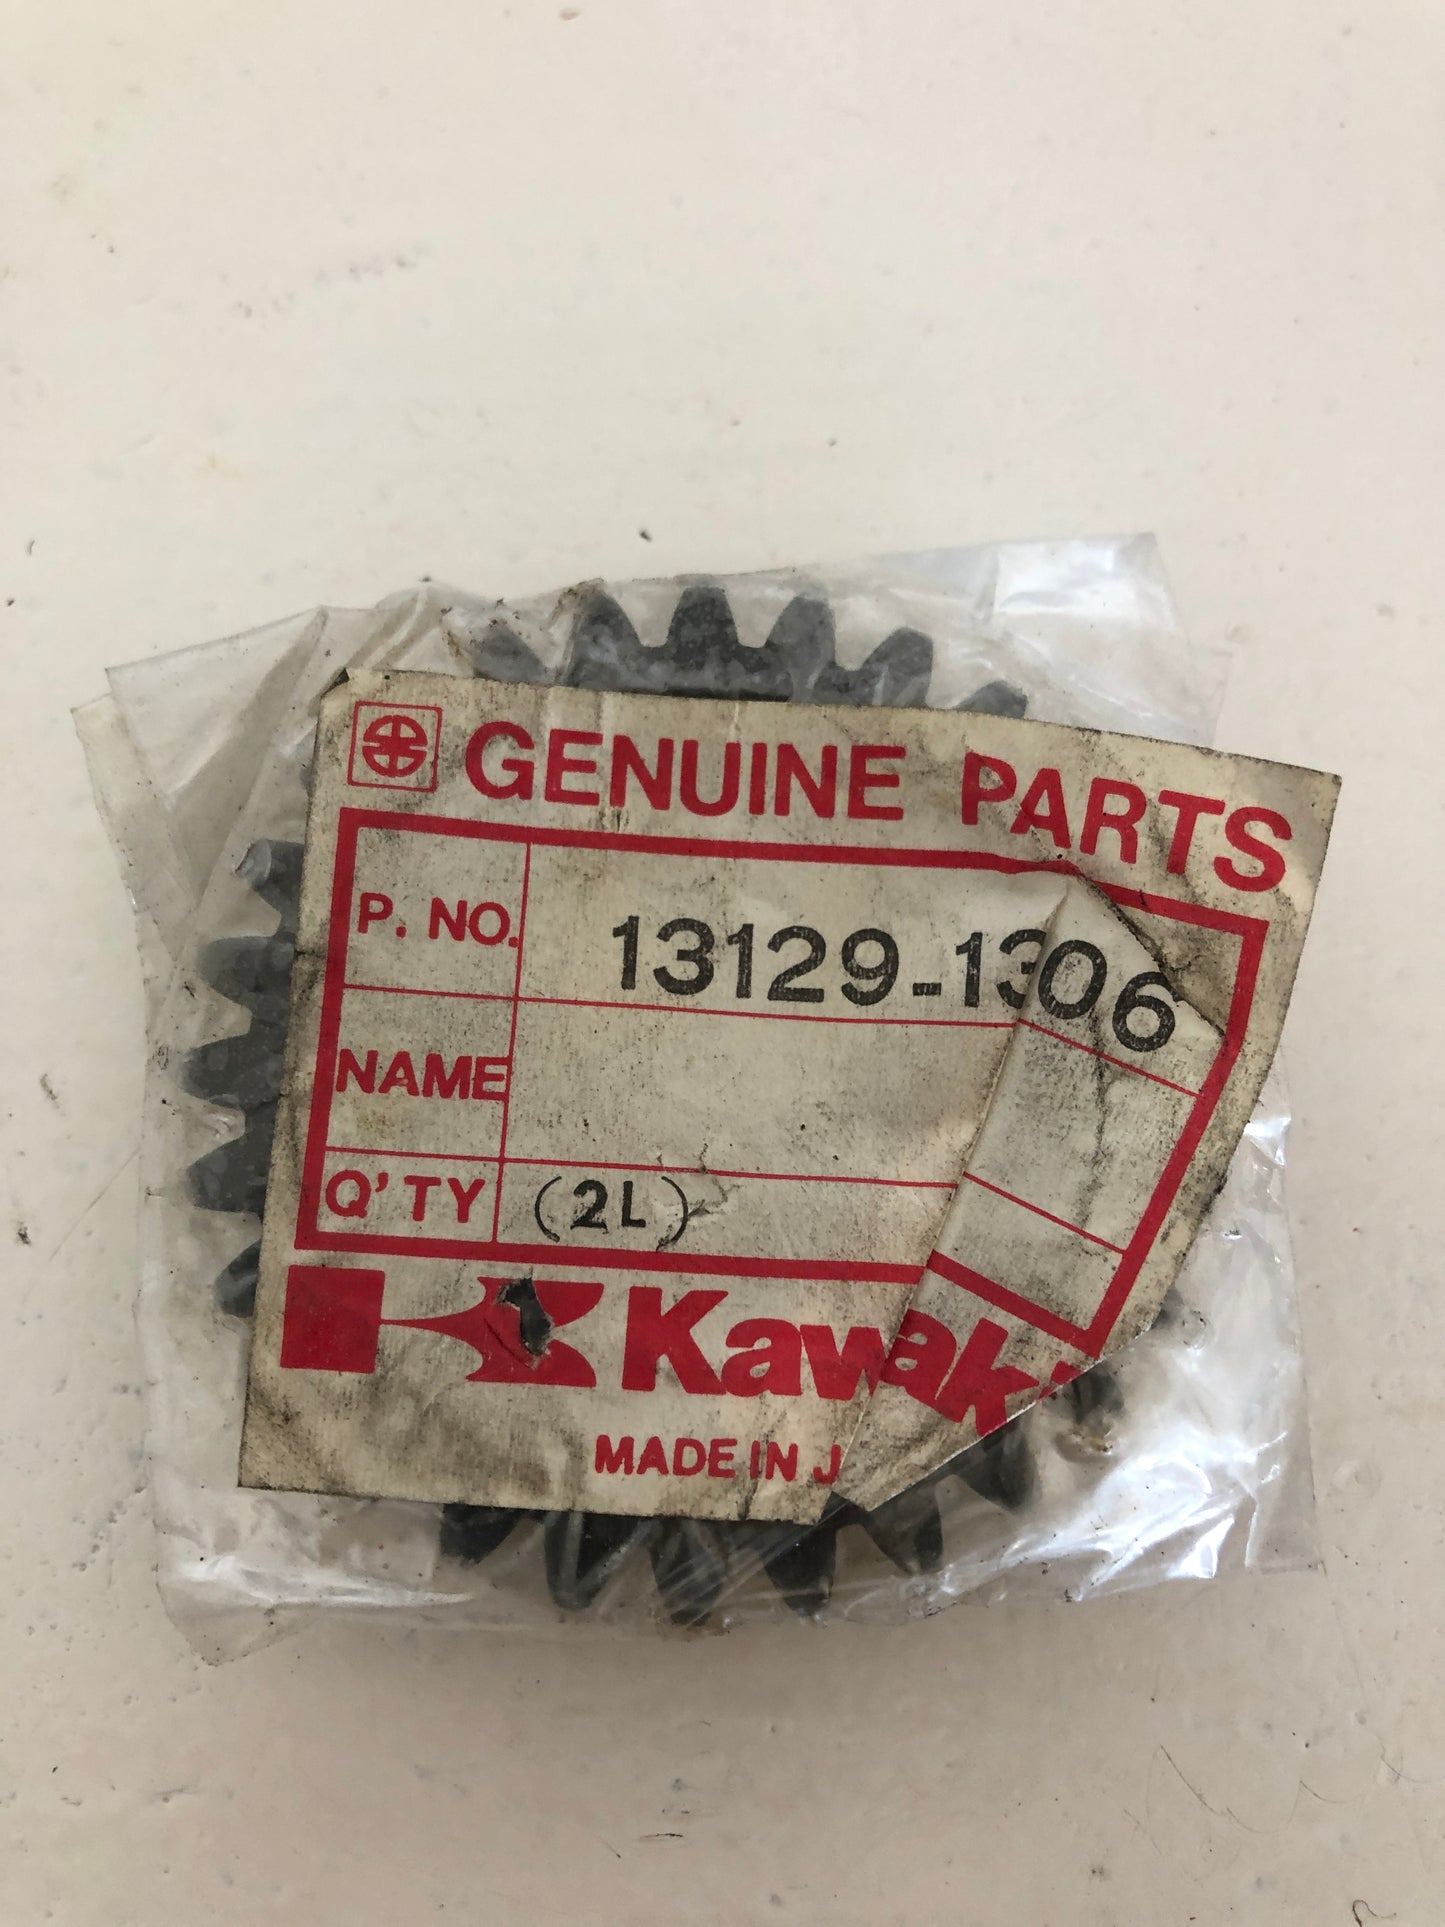 GENUINE PARTS
P. NO. 13129-1306
NAME
Q'TY (2L)
Kawak
MADE IN J